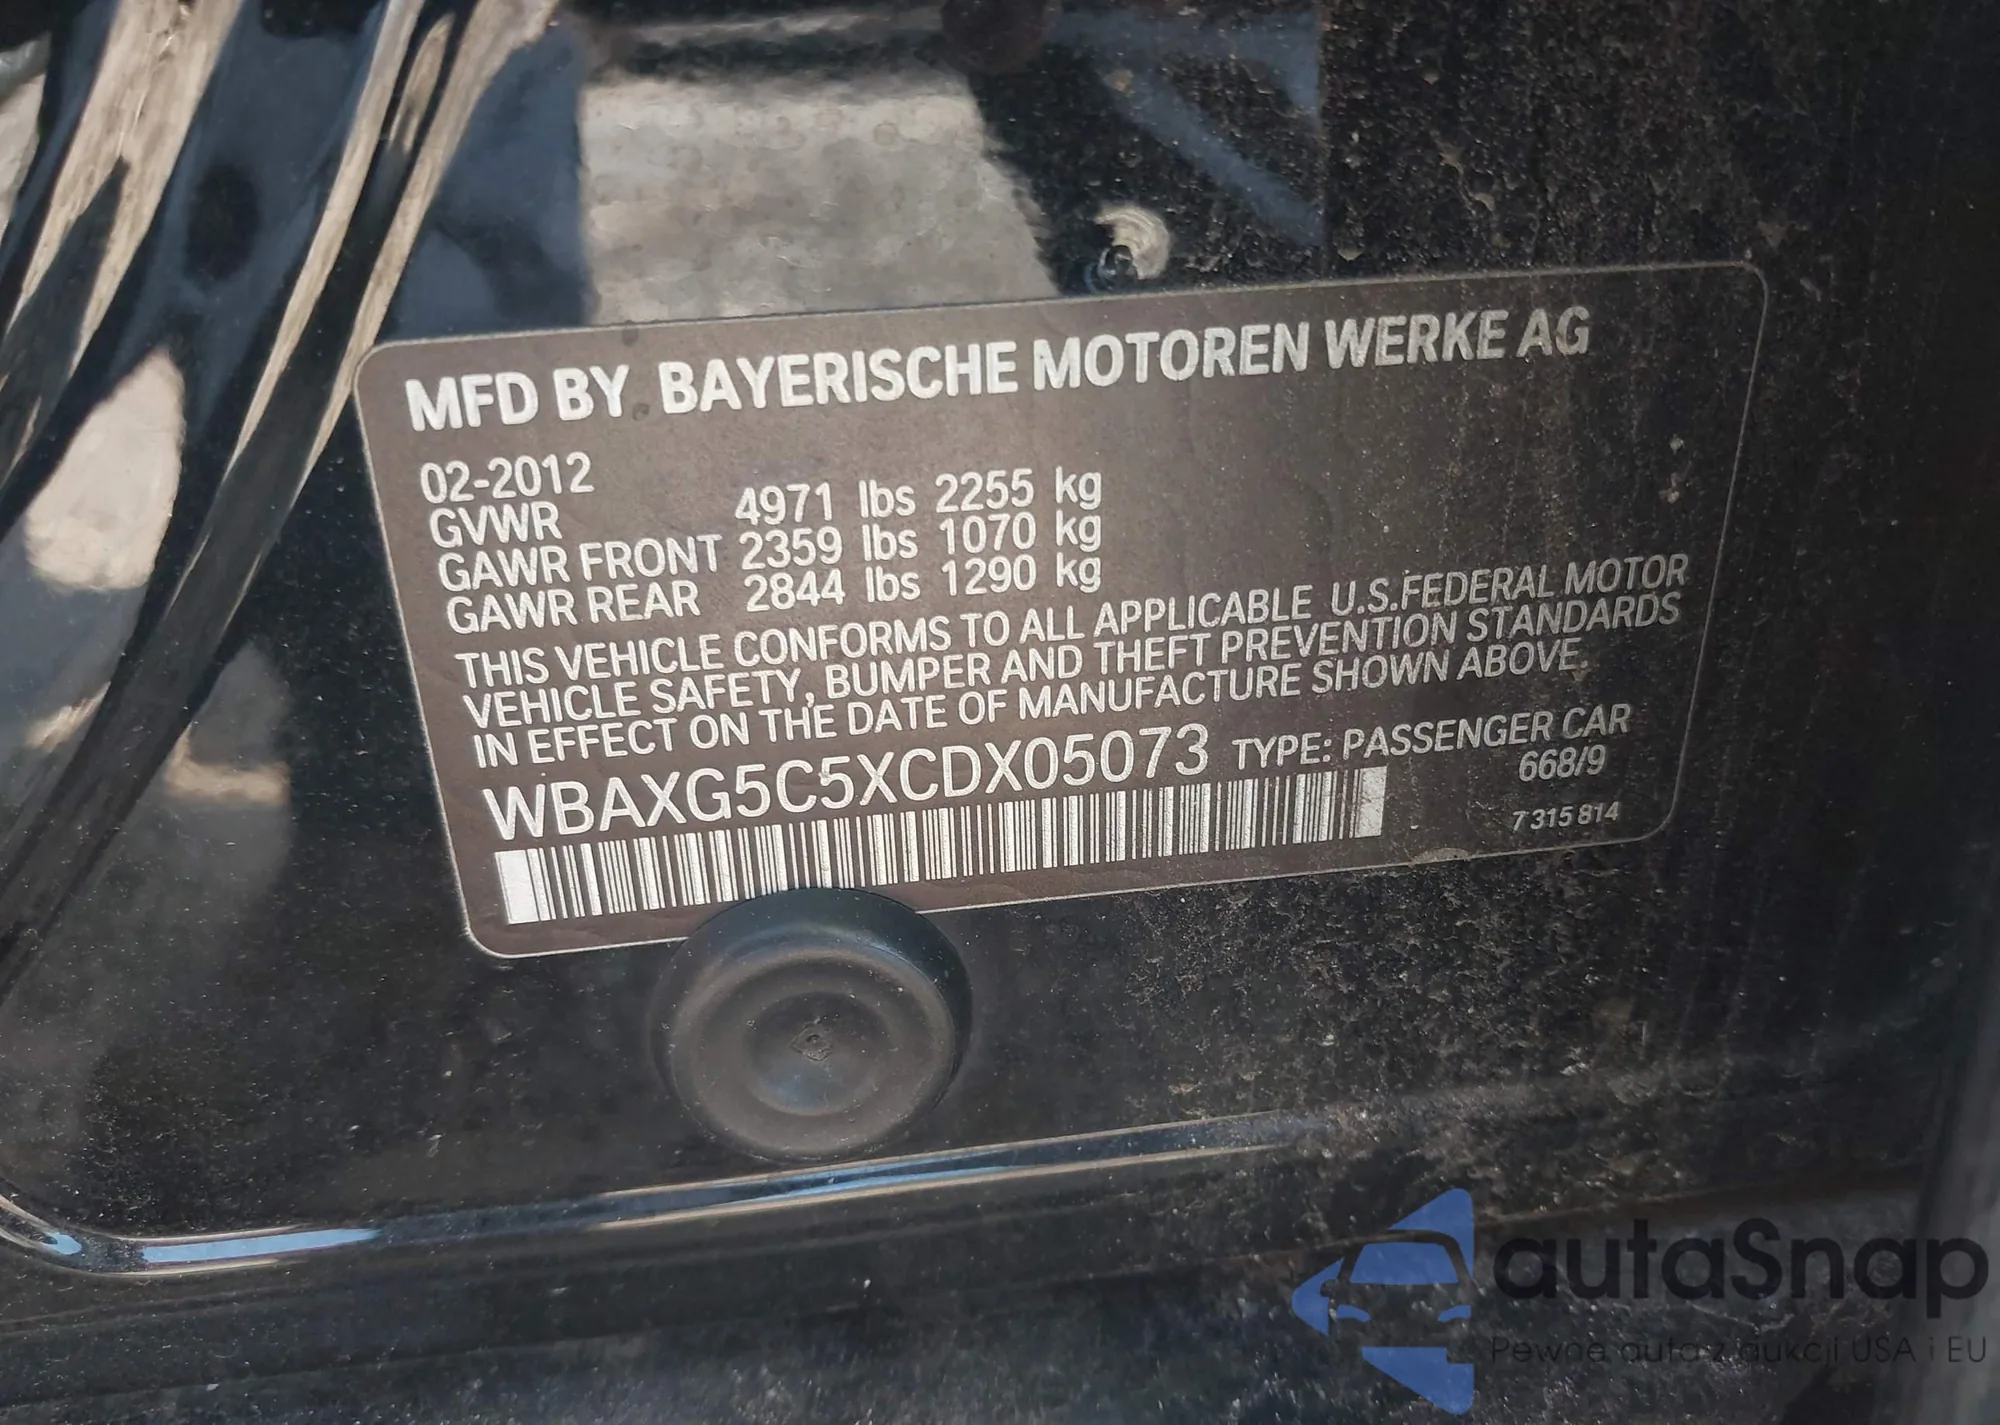 MFD BY BAYERISCHE MOTOREN WERKE AG
02-2012
GVWR 4971 lbs 2255 kg
GAWR FRONT 2359 lbs 1070 kg
GAWR REAR 2844 lbs 1290 kg
THIS VEHICLE CONFORMS TO ALL APPLICABLE U.S.FEDERAL MOTOR
VEHICLE SAFETY, BUMPER AND THEFT PREVENTION STANDARDS
IN EFFECT ON THE DATE OF MANUFACTURE SHOWN ABOVE.
WBAXG5C5XCDX05073 TYPE: PASSENGER CAR
668/9
7 315 814
autaSnap
Pewne auta z aukcji USA i EU